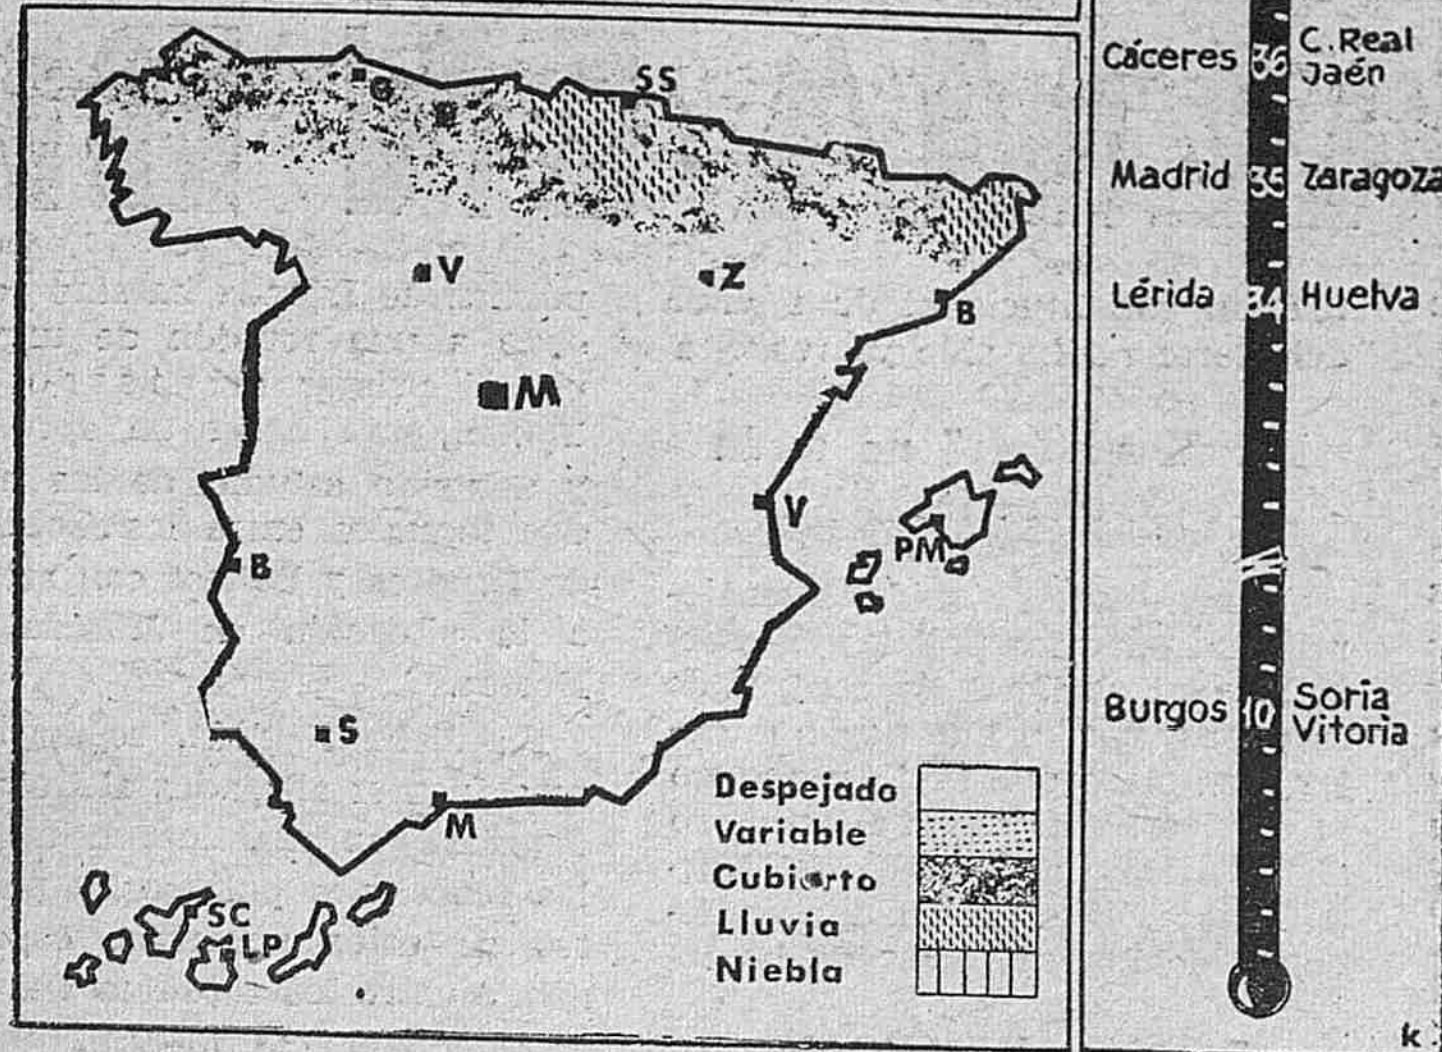 SS
V
Z
B
M
V
PM
B
S
M
SC
LP
Despejado
Variable
Cubierto
Lluvia
Niebla
Cáceres 36 C. Real
Jaén
Madrid 35 Zaragoza
Lérida 34 Huelva
Burgos 10 Soria
Vitoria
k